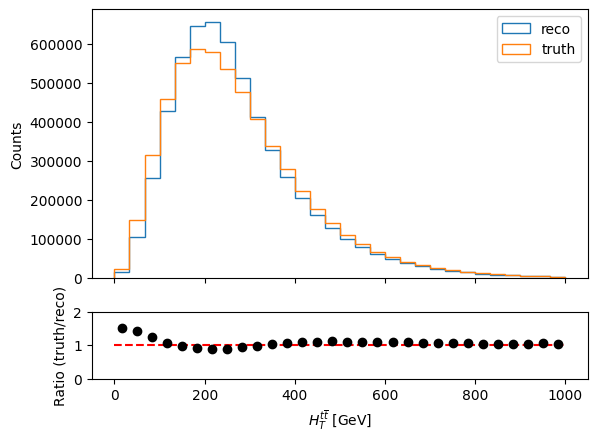 reco
truth
Counts
600000
500000
400000
300000
200000
100000
0
Ratio (truth/reco)
2
1
0
0 200 400 600 800 1000
$H_T^{t\overline{t}}$ [GeV]